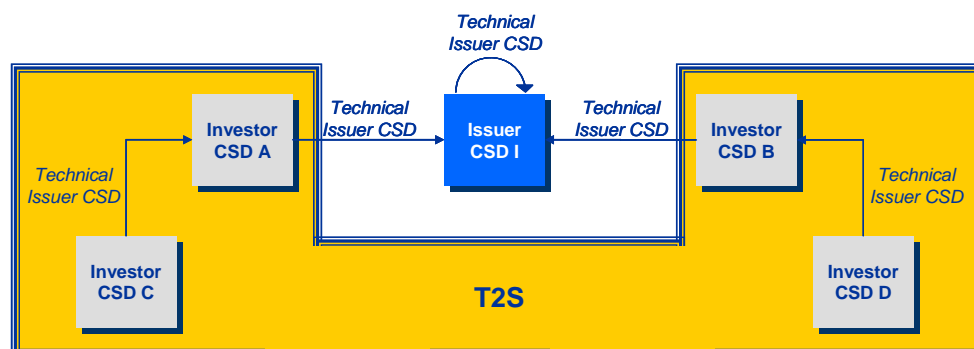 Technical
Issuer CSD
Investor
CSD A
Technical
Issuer CSD
Issuer
CSD I
Technical
Issuer CSD
Investor
CSD B
Technical
Issuer CSD
Technical
Issuer CSD
Investor
CSD C
T2S
Investor
CSD D